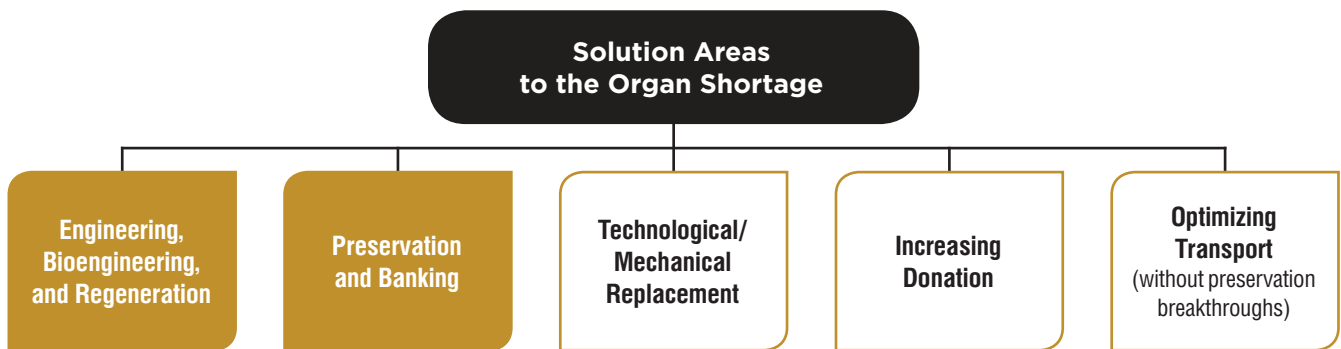 Solution Areas
to the Organ Shortage
Engineering,
Bioengineering,
and Regeneration
Preservation
and Banking
Technological/
Mechanical
Replacement
Increasing
Donation
Optimizing
Transport
(without preservation
breakthroughs)